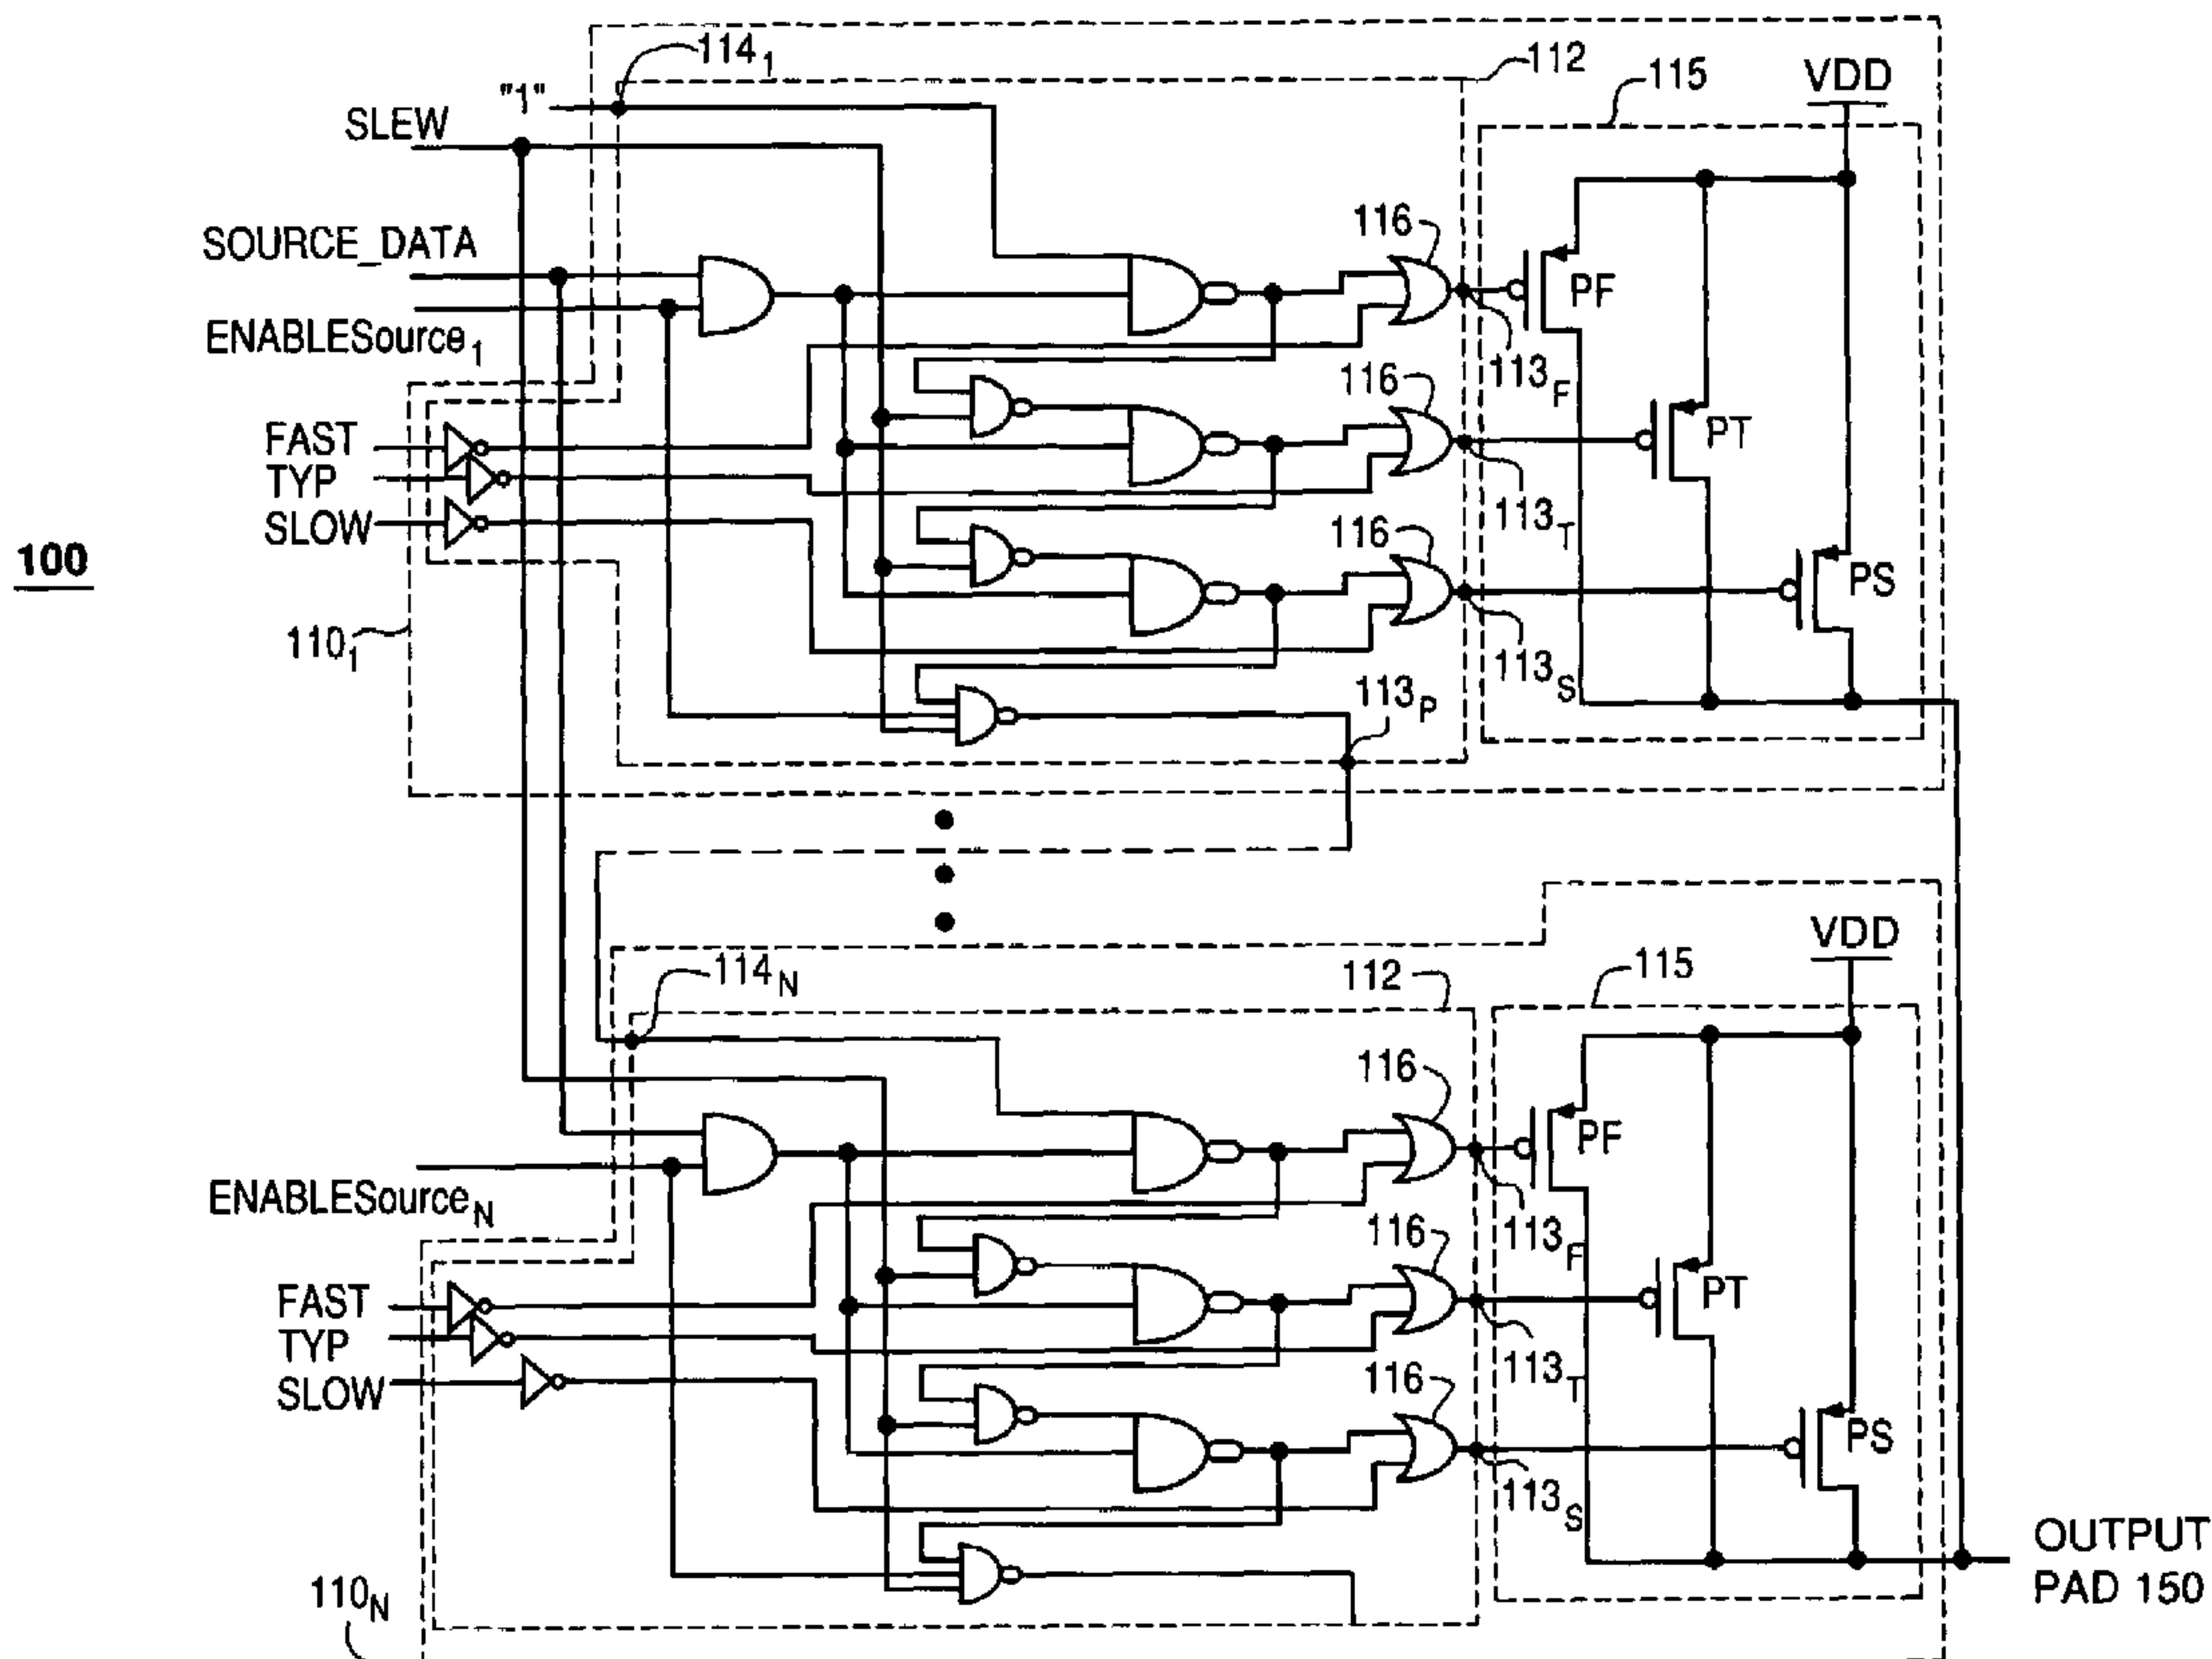 100
114₁
112
115
VDD
"1"
SLEW
SOURCE_DATA
ENABLESource₁
116
PF
113F
FAST
TYP
SLOW
116
PT
113T
116
PS
113S
110₁
113P
114N
112
115
VDD
116
PF
ENABLESourceN
113F
116
PT
FAST
TYP
SLOW
113T
116
PS
113S
110N
OUTPUT
PAD 150